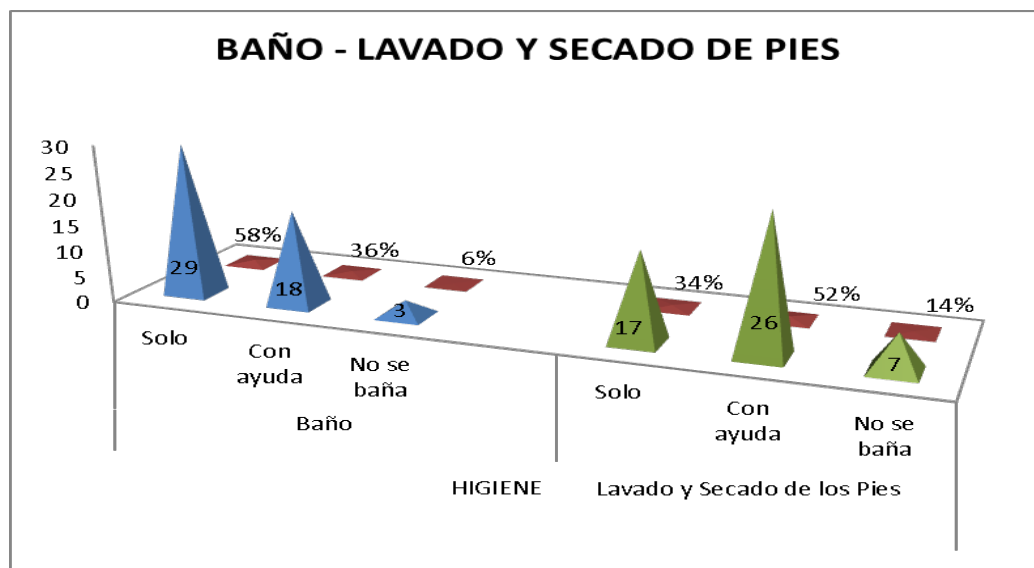 BAÑO - LAVADO Y SECADO DE PIES
30
25
20
15
10
5
0
58%
36%
6%
34%
52%
14%
29
18
3
17
26
7
Solo
Con
ayuda
No se
baña
Solo
Con
ayuda
No se
baña
Baño
HIGIENE
Lavado y Secado de los Pies